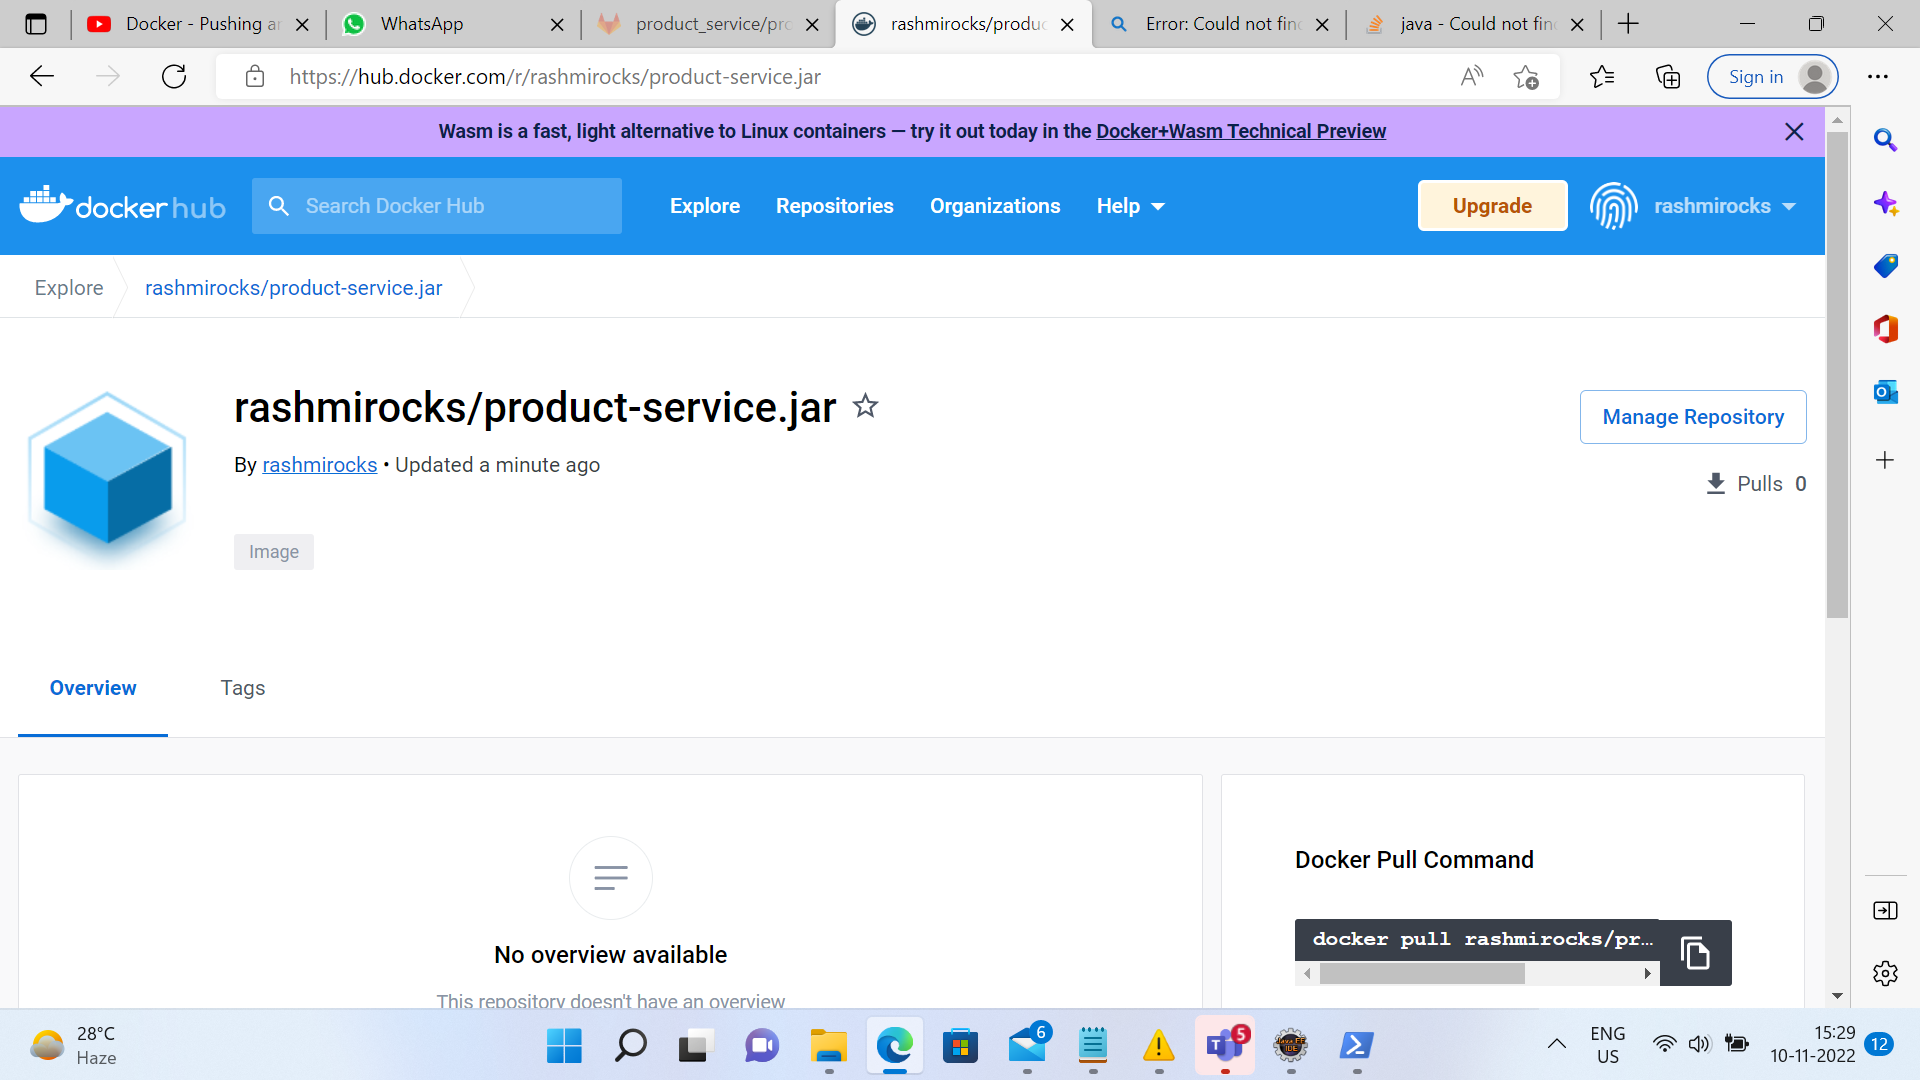 Docker - Pushing ar
WhatsApp
product_service/pro
rashmirocks/produc
Error: Could not find
java - Could not fin
https://hub.docker.com/r/rashmirocks/product-service.jar
Sign in
Wasm is a fast, light alternative to Linux containers — try it out today in the Docker+Wasm Technical Preview
docker hub
Search Docker Hub
Explore
Repositories
Organizations
Help
Upgrade
rashmirocks
Explore
rashmirocks/product-service.jar
rashmirocks/product-service.jar
By rashmirocks • Updated a minute ago
Manage Repository
Pulls 0
Image
Overview
Tags
No overview available
This repository doesn't have an overview
Docker Pull Command
docker pull rashmirocks/pr...
28°C
Haze
6
5
ENG
US
15:29
10-11-2022
12